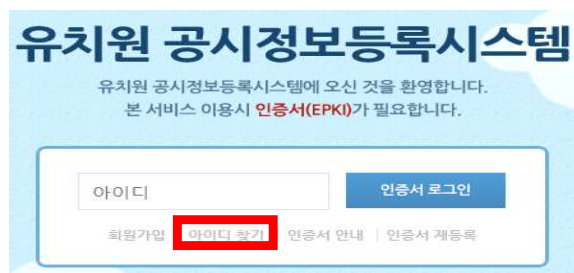 유치원 공시정보등록시스템
유치원 공시정보등록시스템에 오신 것을 환영합니다.
본 서비스 이용시 인증서(EPKI)가 필요합니다.
아이디 인증서 로그인
회원가입 아이디 찾기 인증서 안내 | 인증서 재등록